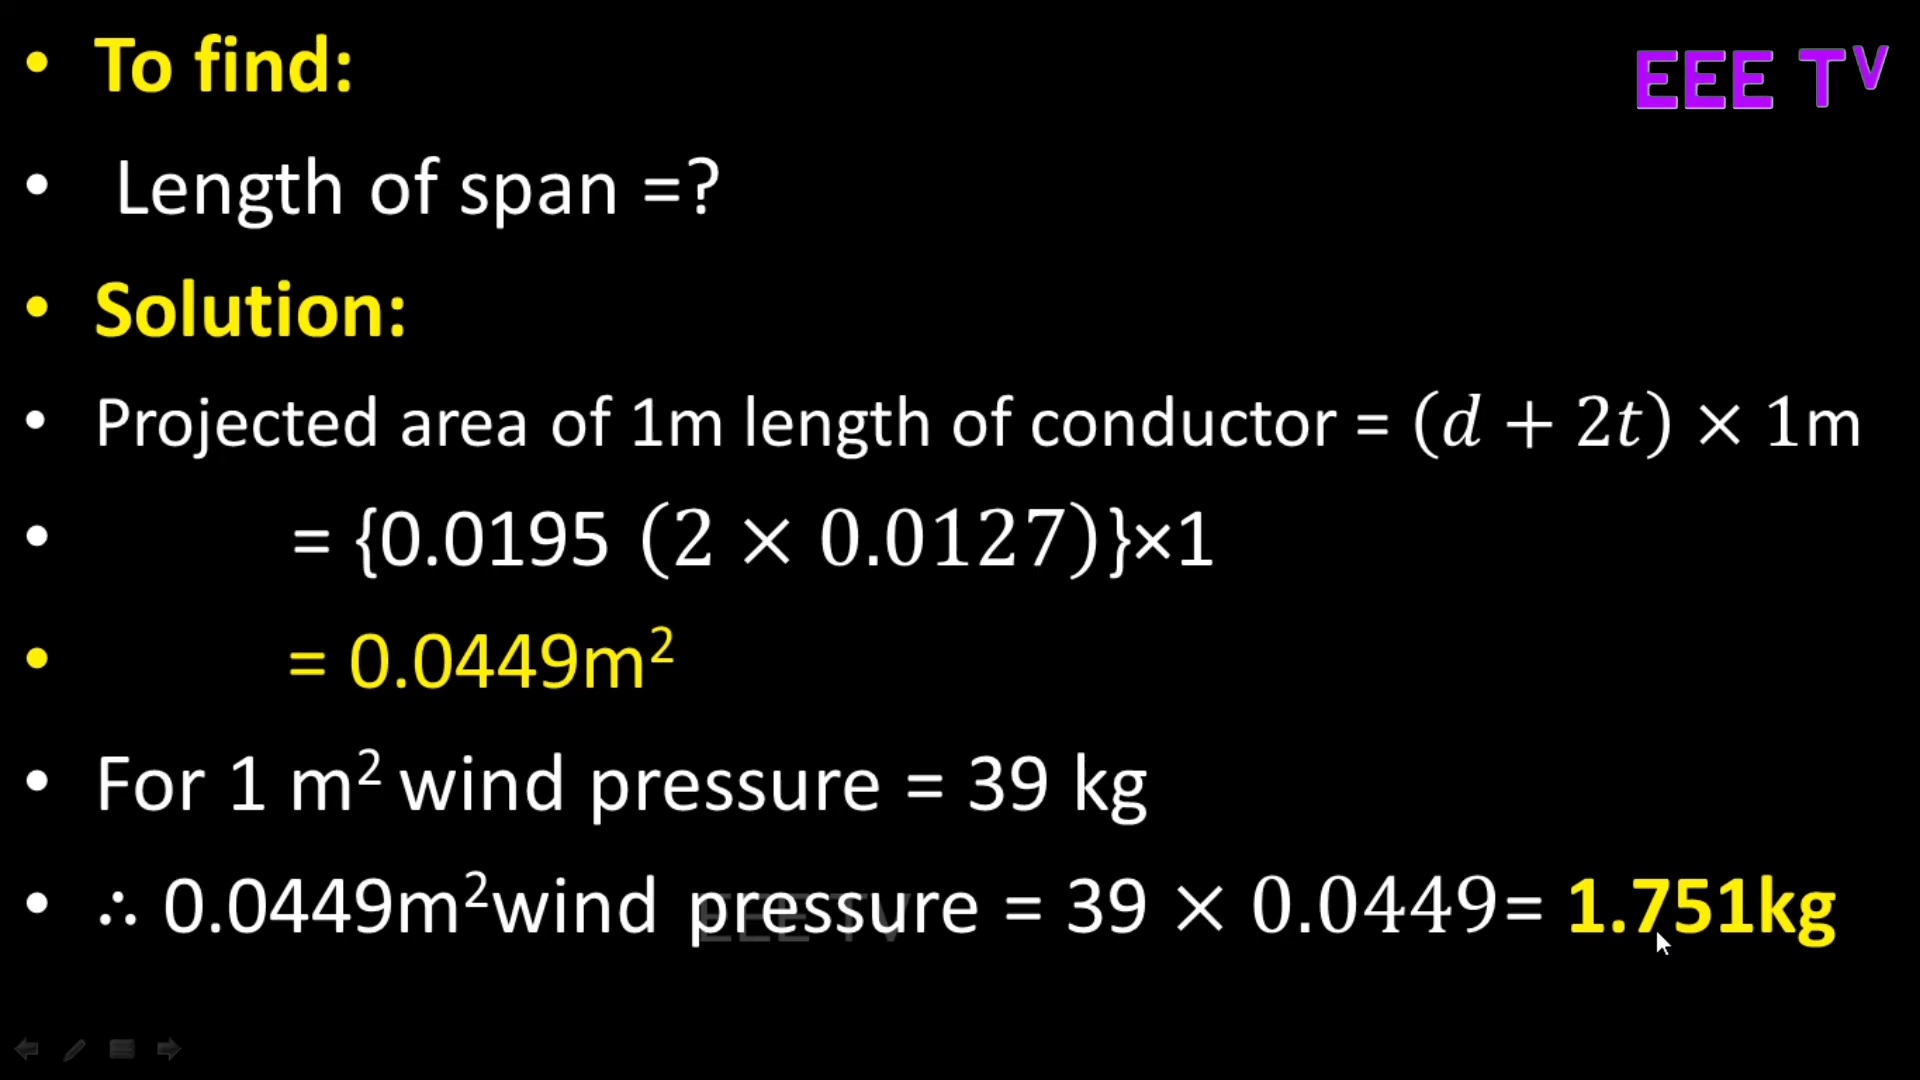 • To find:
EEE TV
• Length of span =?
• Solution:
• Projected area of 1m length of conductor = (𝑑 + 2𝑡) × 1m
• = {0.0195 (2 × 0.0127)}×1
• = 0.0449m²
• For 1 m² wind pressure = 39 kg
• ∴ 0.0449m²wind pressure = 39 × 0.0449= 1.751kg
EEE TV